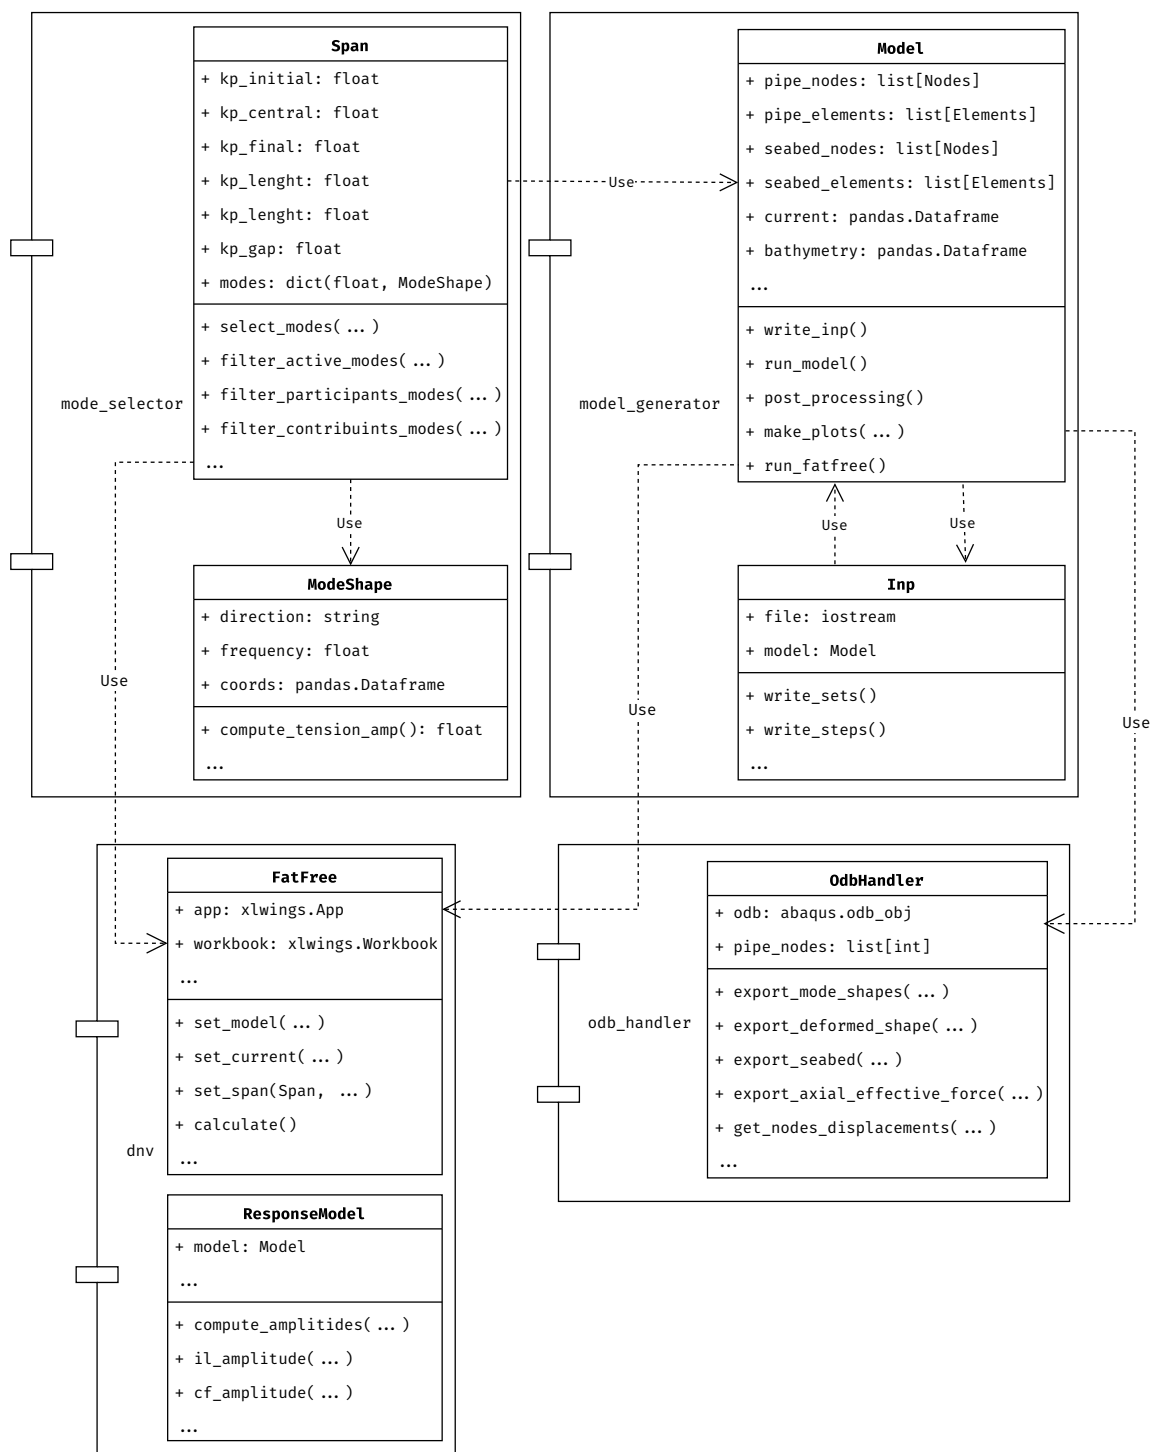 Span
+ kp_initial: float
+ kp_central: float
+ kp_final: float
+ kp_lenght: float
+ kp_lenght: float
+ kp_gap: float
+ modes: dict(float, ModeShape)
+ select_modes(...)
+ filter_active_modes(...)
+ filter_participants_modes(...)
+ filter_contribuints_modes(...)
...
mode_selector
Use
Use
Use
ModeShape
+ direction: string
+ frequency: float
+ coords: pandas.Dataframe
+ compute_tension_amp(): float
...
Model
+ pipe_nodes: list[Nodes]
+ pipe_elements: list[Elements]
+ seabed_nodes: list[Nodes]
+ seabed_elements: list[Elements]
+ current: pandas.Dataframe
+ bathymetry: pandas.Dataframe
...
+ write_inp()
+ run_model()
+ post_processing()
+ make_plots(...)
+ run_fatfree()
model_generator
Use
Use
Inp
+ file: iostream
+ model: Model
+ write_sets()
+ write_steps()
...
Use
Use
FatFree
+ app: xlwings.App
+ workbook: xlwings.Workbook
...
+ set_model(...)
+ set_current(...)
+ set_span(Span, ...)
+ calculate()
...
dnv
ResponseModel
+ model: Model
...
+ compute_amplitides(...)
+ il_amplitude(...)
+ cf_amplitude(...)
...
OdbHandler
+ odb: abaqus.odb_obj
+ pipe_nodes: list[int]
+ export_mode_shapes(...)
+ export_deformed_shape(...)
+ export_seabed(...)
+ export_axial_effective_force(...)
+ get_nodes_displacements(...)
...
odb_handler